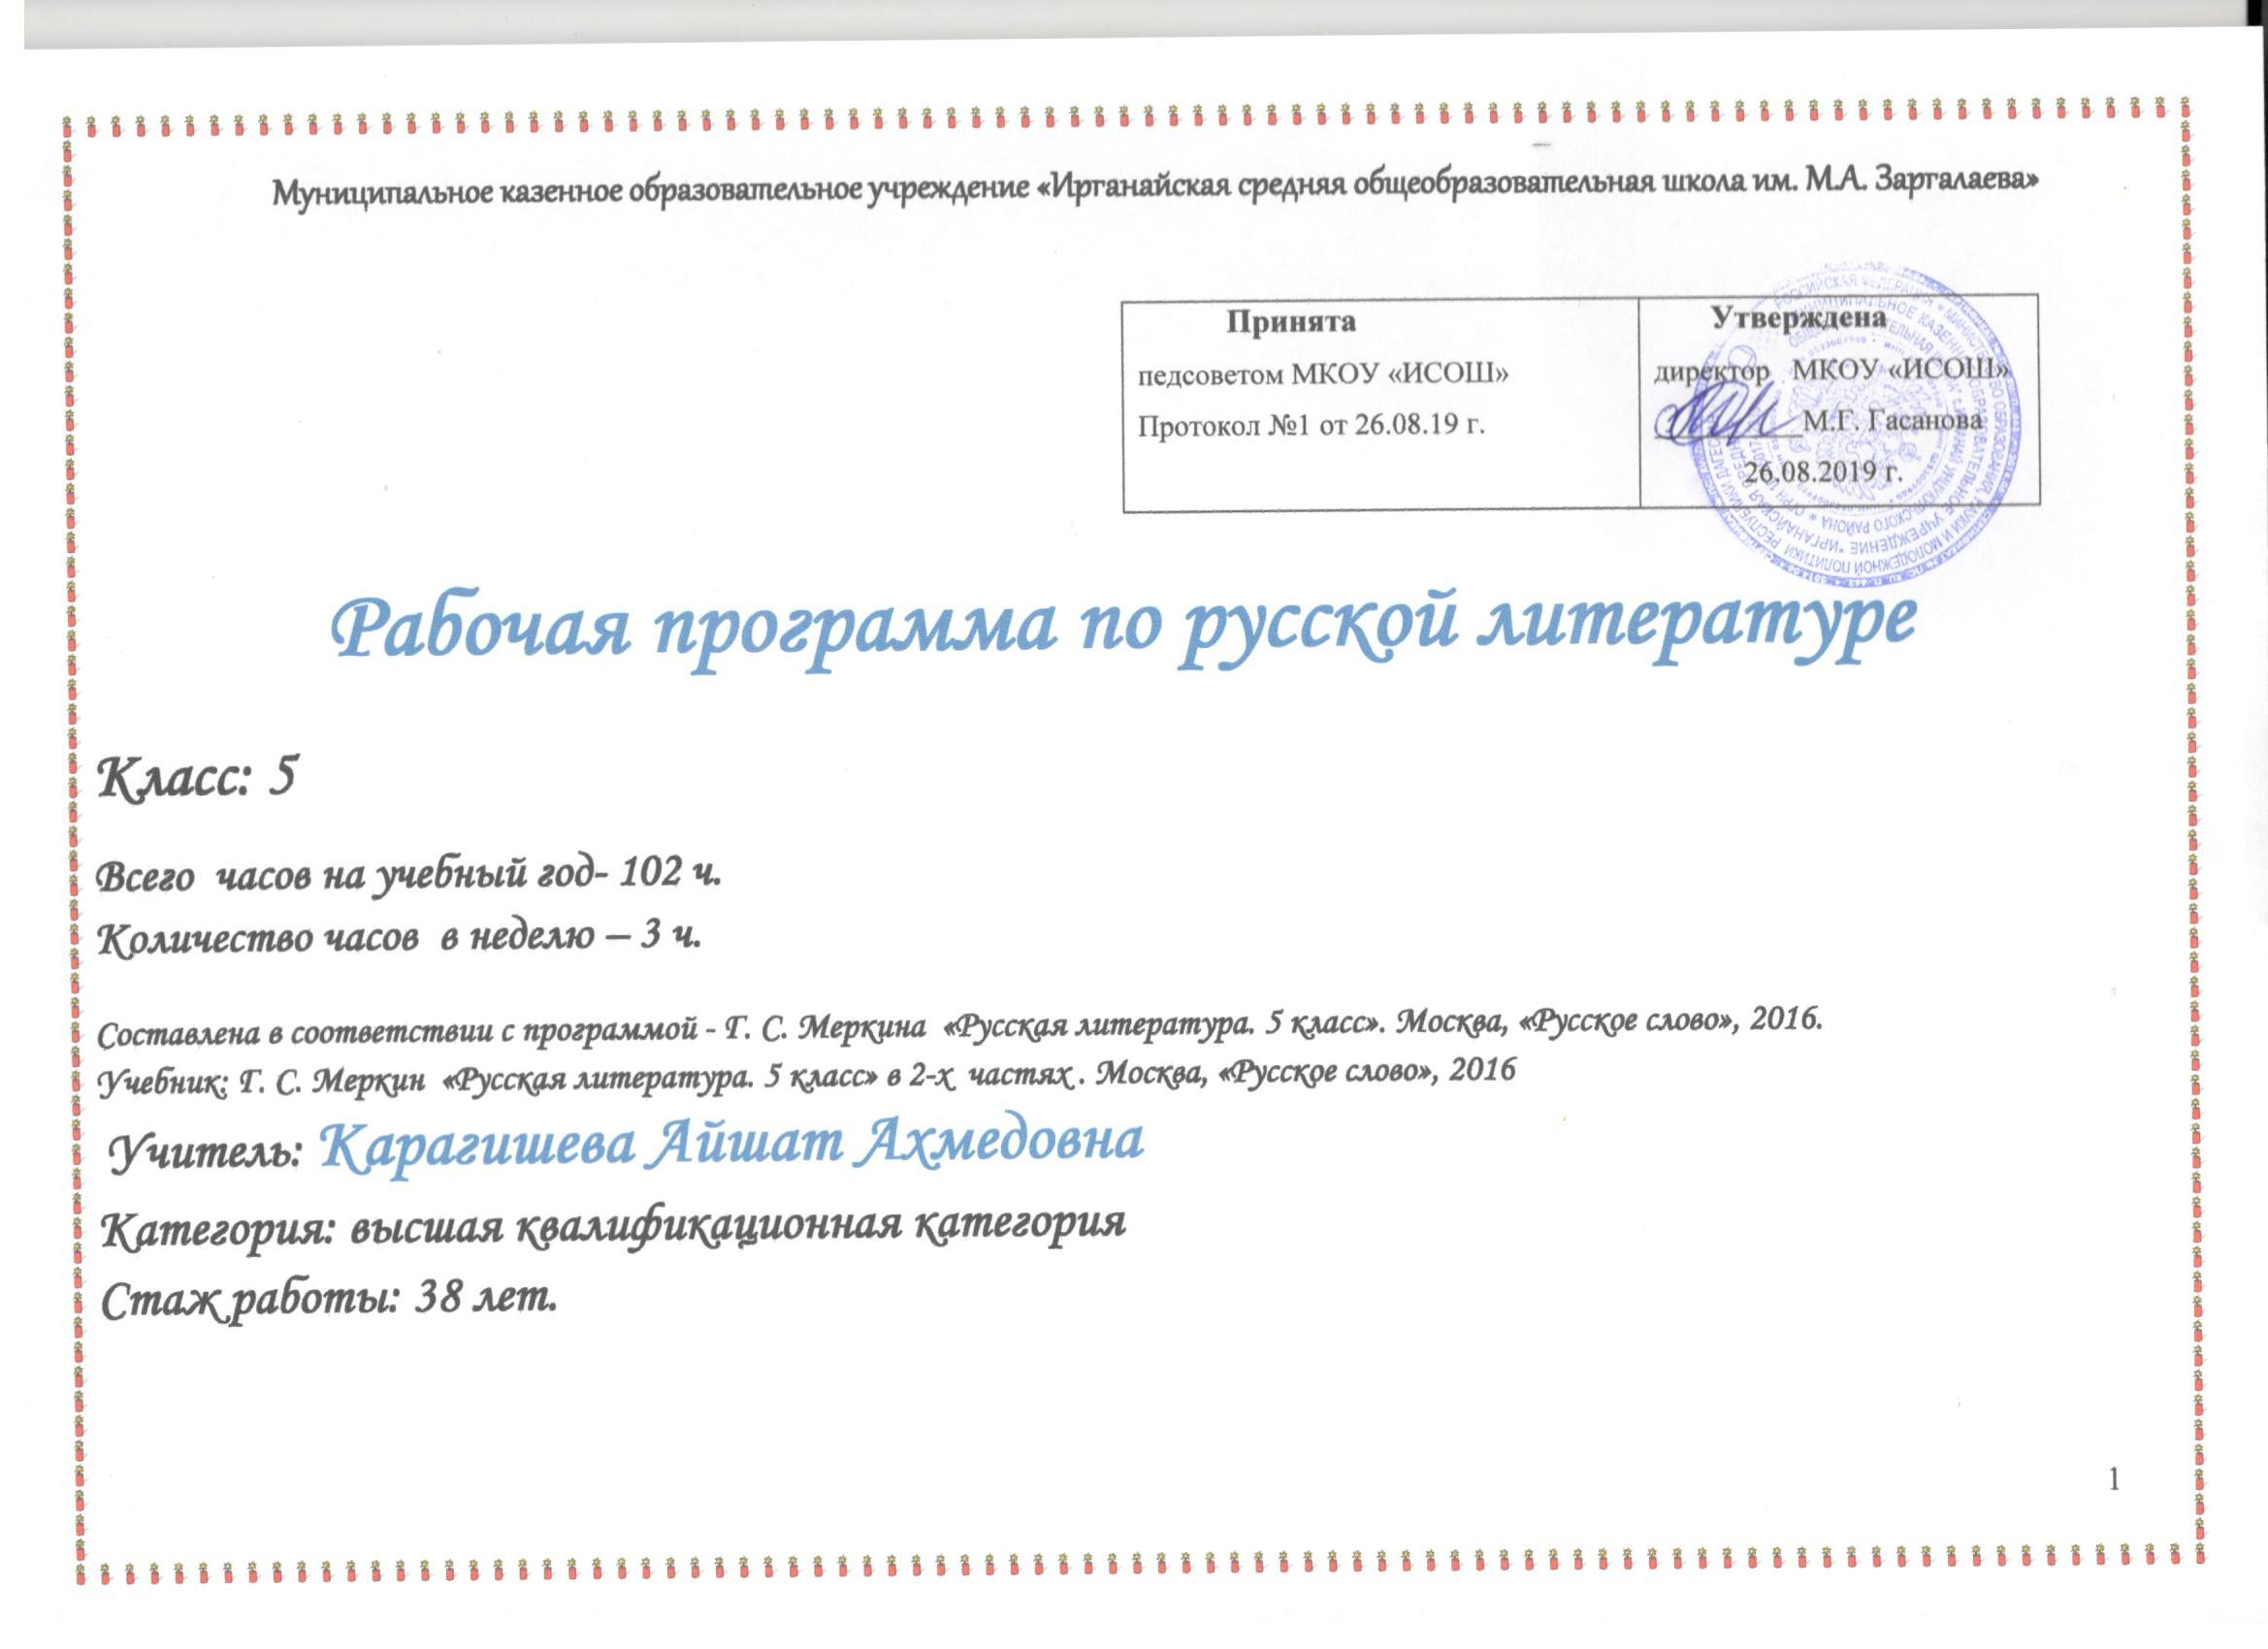 Муниципальное казенное образовательное учреждение «Ирганайская средняя общеобразовательная школа им. М.А. Заргалаева»
Принята
педсоветом МКОУ «ИСОШ»
Протокол №1 от 26.08.19 г.
Утверждена
директор МКОУ «ИСОШ»
М.Г. Гасанова
26.08.2019 г.
РОССИЙСКАЯ ФЕДЕРАЦИЯ
Рабочая программа по русской литературе
Класс: 5
Всего часов на учебный год- 102 ч.
Количество часов в неделю – 3 ч.
Составлена в соответствии с программой - Г. С. Меркина «Русская литература. 5 класс». Москва, «Русское слово», 2016.
Учебник: Г. С. Меркин «Русская литература. 5 класс» в 2-х частях. Москва, «Русское слово», 2016
Учитель: Карагишева Айшат Ахмедовна
Категория: высшая квалификационная категория
Стаж работы: 38 лет.
1